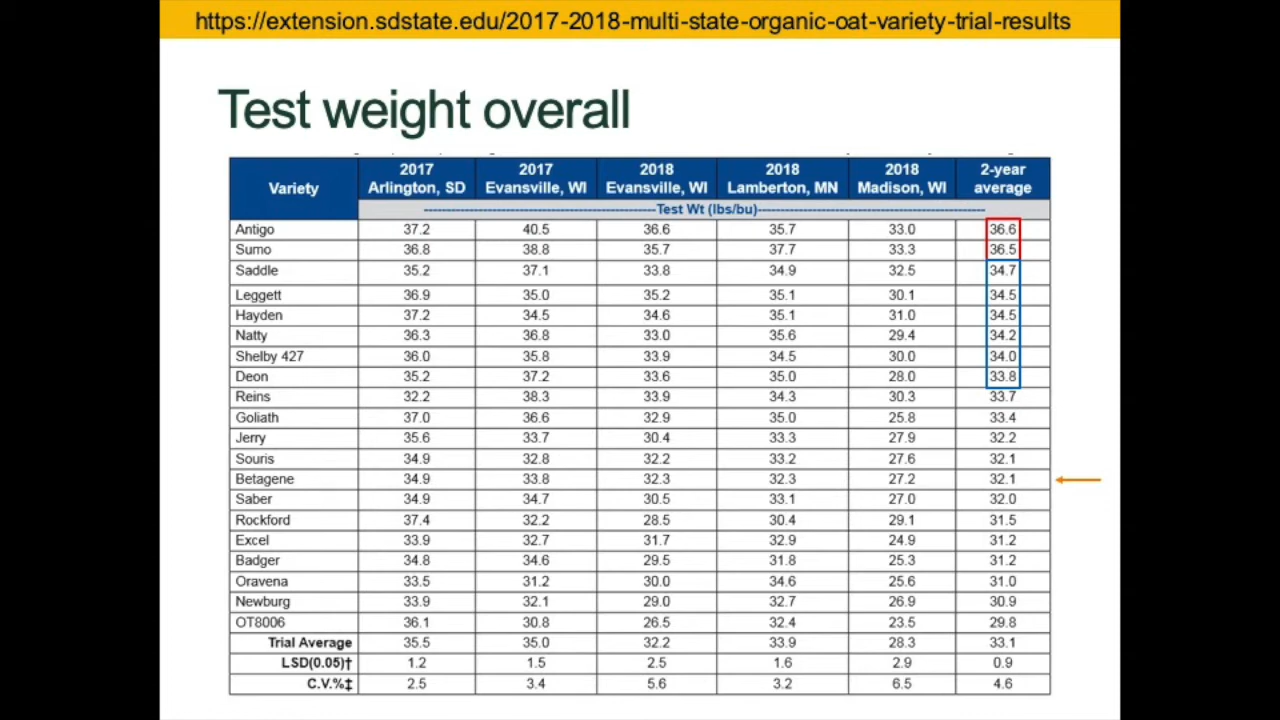 https://extension.sdstate.edu/2017-2018-multi-state-organic-oat-variety-trial-results
Test weight overall
Variety 2017 Arlington, SD 2017 Evansville, WI 2018 Evansville, WI 2018 Lamberton, MN 2018 Madison, WI 2-year average
Test Wt (lbs/bu)
Antigo 37.2 40.5 36.6 35.7 33.0 36.6
Sumo 36.8 38.8 35.7 37.7 33.3 36.5
Saddle 35.2 37.1 33.8 34.9 32.5 34.7
Leggett 36.9 35.0 35.2 35.1 30.1 34.5
Hayden 37.2 34.5 34.6 35.1 31.0 34.5
Natty 36.3 36.8 33.0 35.6 29.4 34.2
Shelby 427 36.0 35.8 33.9 34.5 30.0 34.0
Deon 35.2 37.2 33.6 35.0 28.0 33.8
Reins 32.2 38.3 33.9 34.3 30.3 33.7
Goliath 37.0 36.6 32.9 35.0 25.8 33.4
Jerry 35.6 33.7 30.4 33.3 27.9 32.2
Souris 34.9 32.8 32.2 33.2 27.6 32.1
Betagene 34.9 33.8 32.3 32.3 27.2 32.1
Saber 34.9 34.7 30.5 33.1 27.0 32.0
Rockford 37.4 32.2 28.5 30.4 29.1 31.5
Excel 33.9 32.7 31.7 32.9 24.9 31.2
Badger 34.8 34.6 29.5 31.8 25.3 31.2
Oravena 33.5 31.2 30.0 34.6 25.6 31.0
Newburg 33.9 32.1 29.0 32.7 26.9 30.9
OT8006 36.1 30.8 26.5 32.4 23.5 29.8
Trial Average 35.5 35.0 32.2 33.9 28.3 33.1
LSD(0.05)† 1.2 1.5 2.5 1.6 2.9 0.9
C.V.%‡ 2.5 3.4 5.6 3.2 6.5 4.6